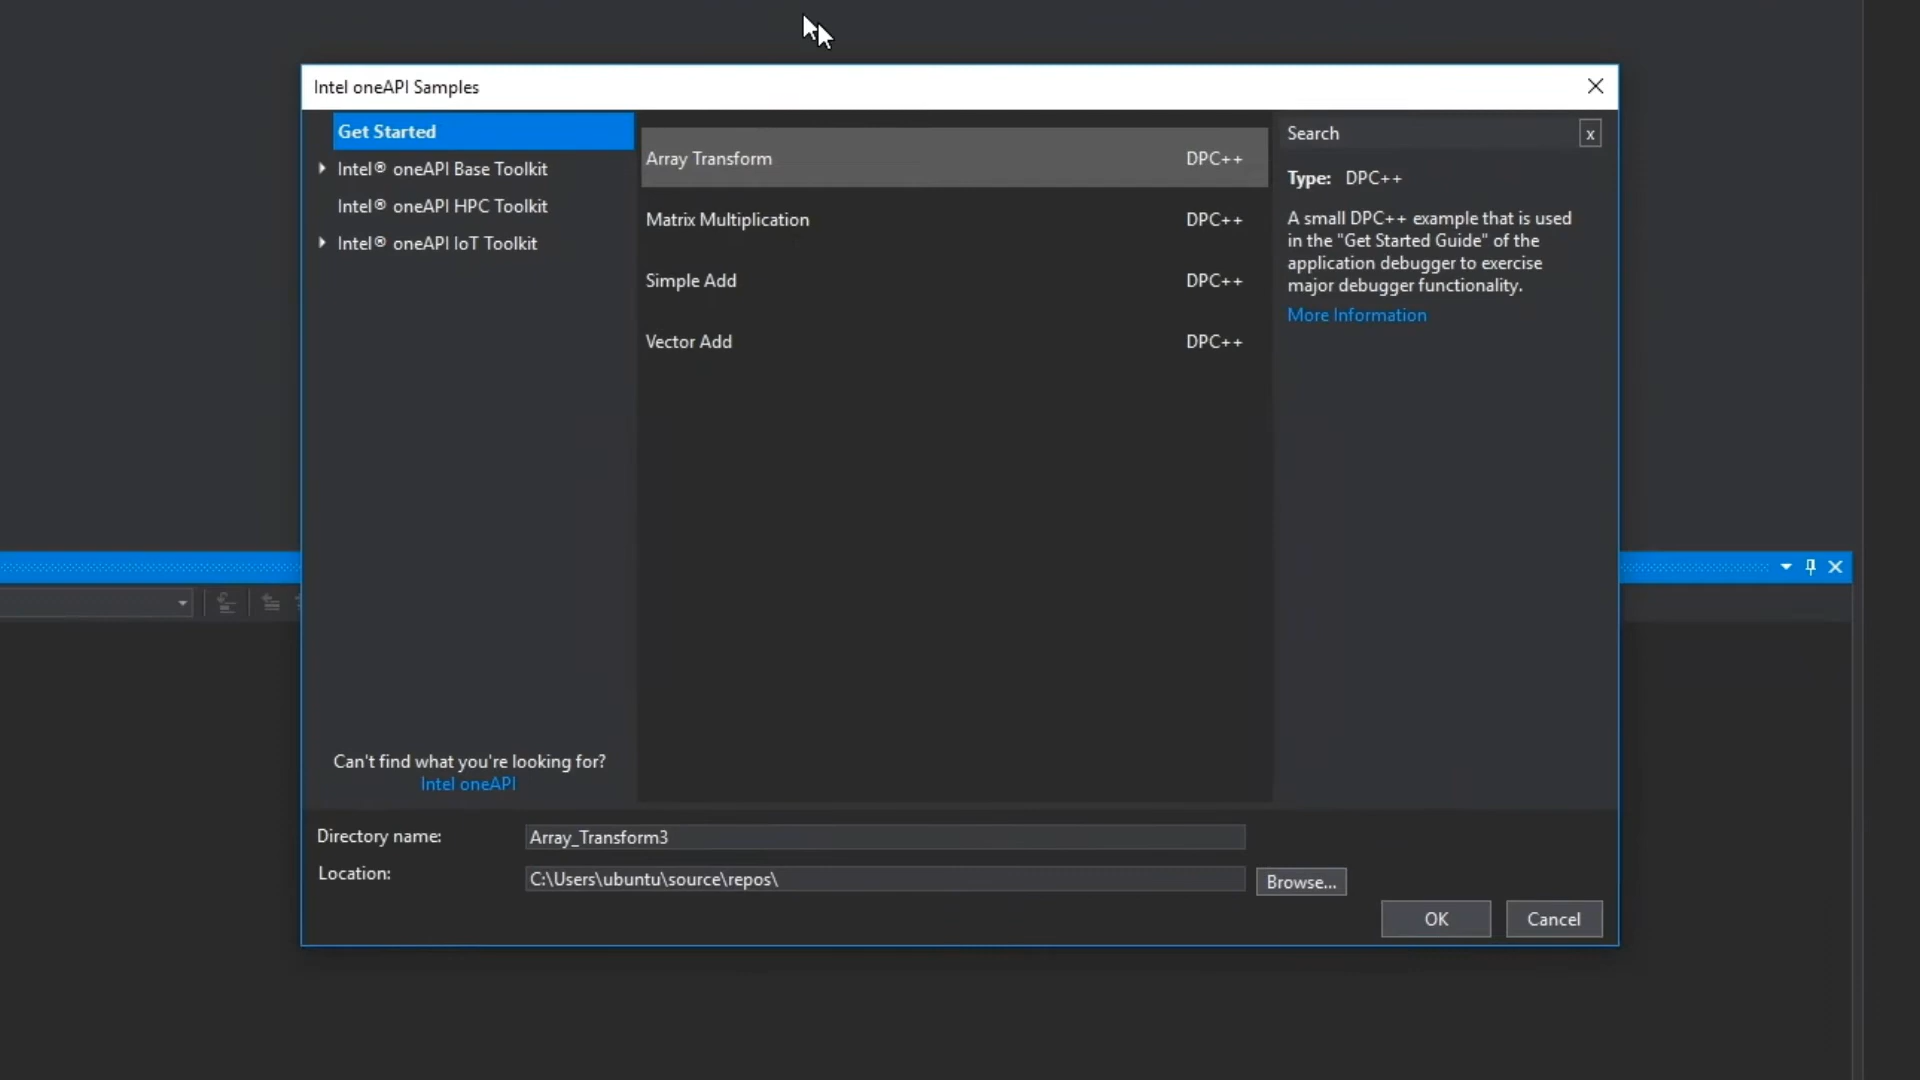 Intel oneAPI Samples
Get Started
Intel® oneAPI Base Toolkit
Intel® oneAPI HPC Toolkit
Intel® oneAPI IoT Toolkit
Can't find what you're looking for?
Intel oneAPI
Array Transform DPC++
Matrix Multiplication DPC++
Simple Add DPC++
Vector Add DPC++
Search x
Type: DPC++
A small DPC++ example that is used
in the "Get Started Guide" of the
application debugger to exercise
major debugger functionality.
More Information
Directory name: Array_Transform3
Location: C:\Users\ubuntu\source\repos\ Browse...
OK Cancel